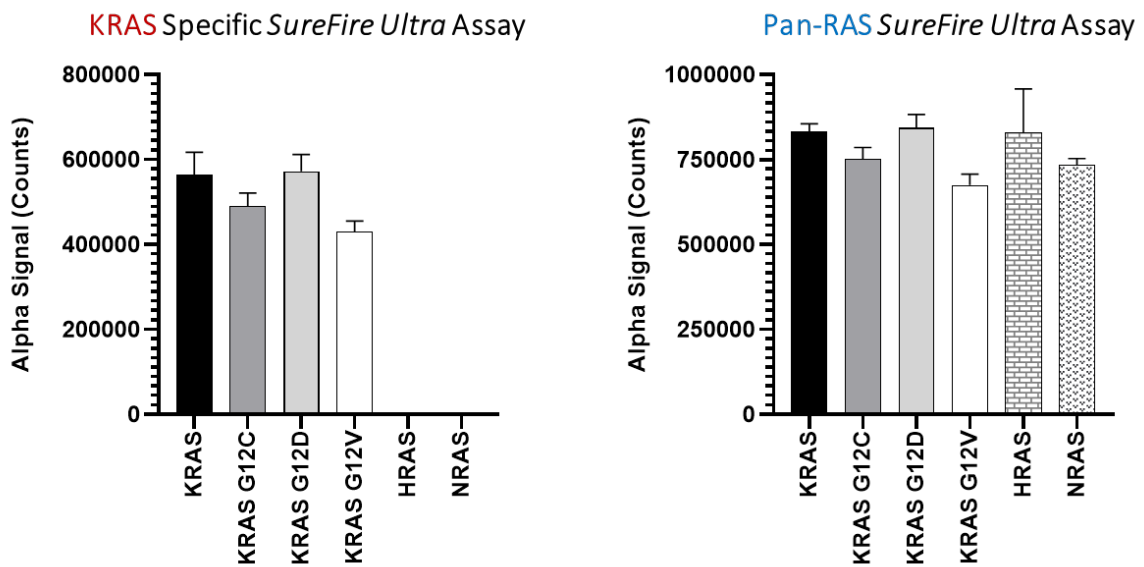 KRAS Specific SureFire Ultra Assay
Alpha Signal (Counts)
800000
600000
400000
200000
0
KRAS
KRAS G12C
KRAS G12D
KRAS G12V
HRAS
NRAS
Pan-RAS SureFire Ultra Assay
Alpha Signal (Counts)
1000000
750000
500000
250000
0
KRAS
KRAS G12C
KRAS G12D
KRAS G12V
HRAS
NRAS